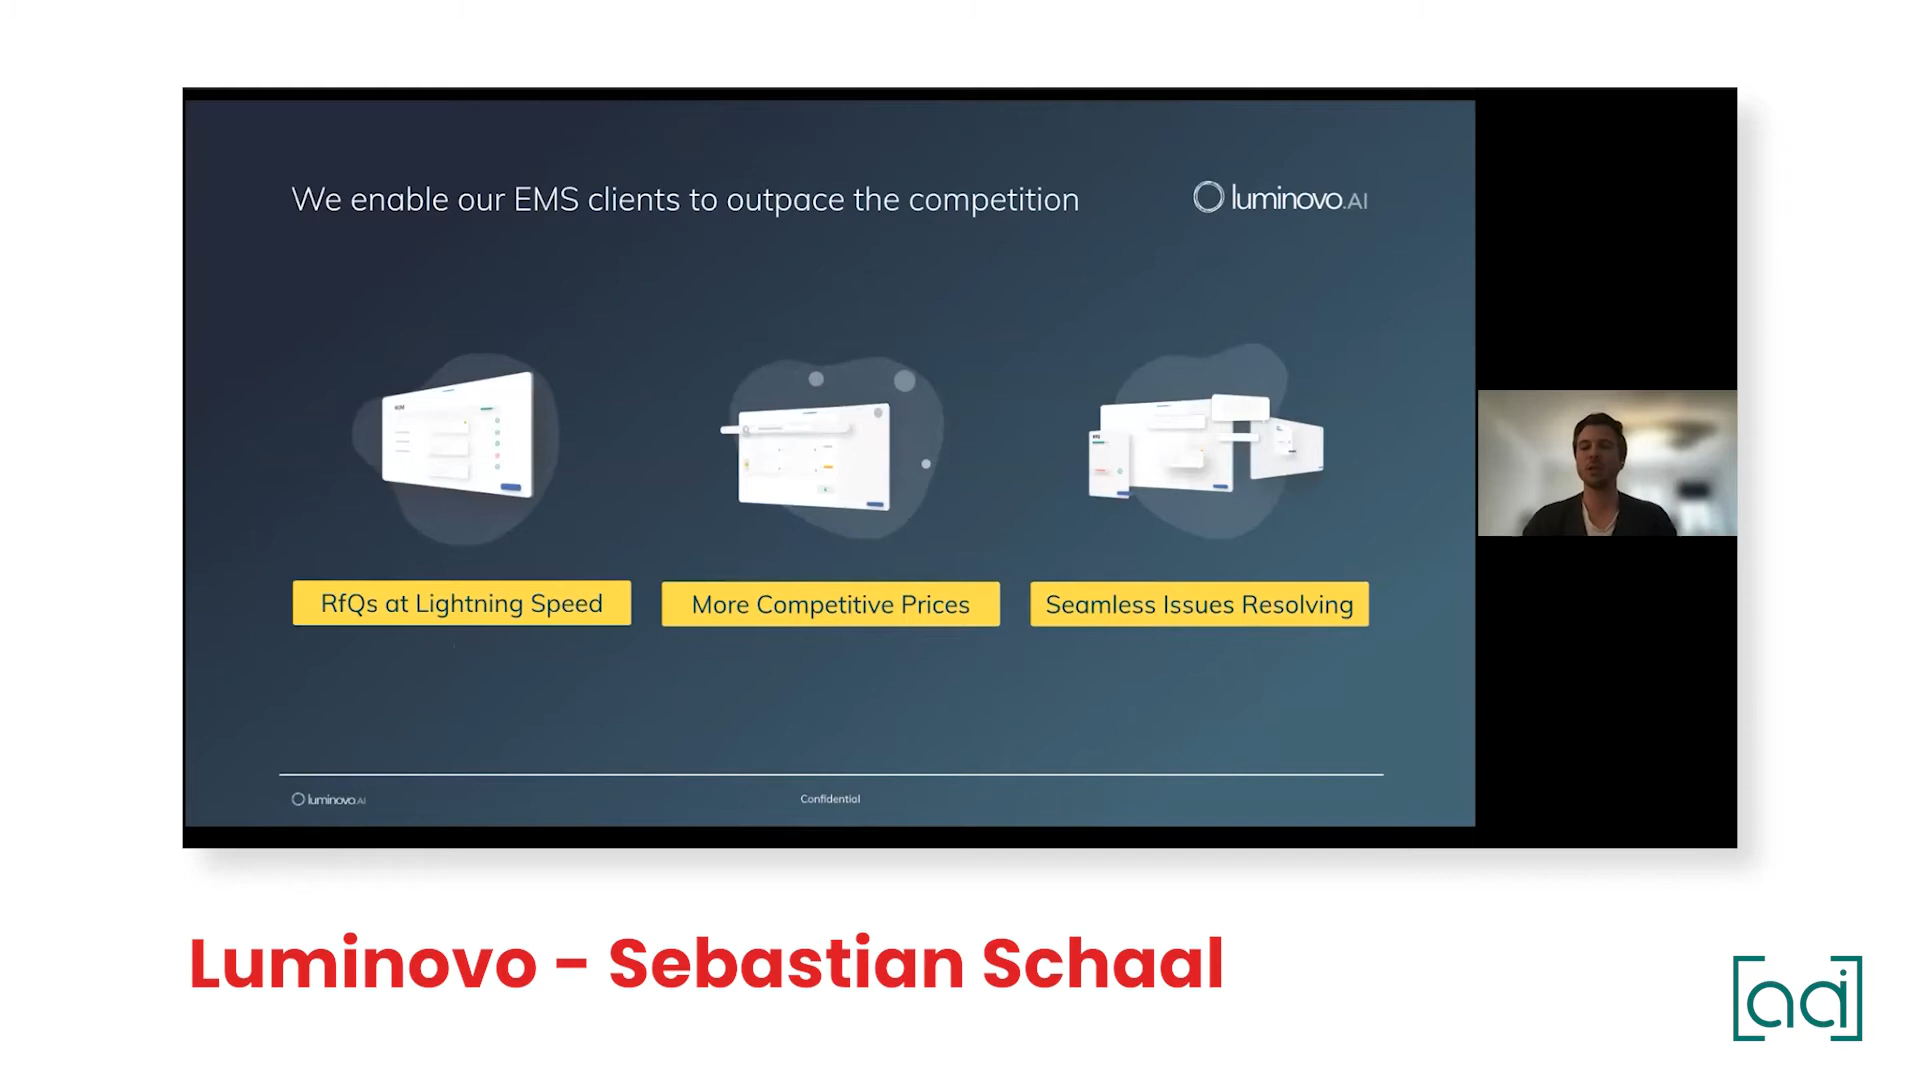 We enable our EMS clients to outpace the competition
luminovo.AI
RfQs at Lightning Speed
More Competitive Prices
Seamless Issues Resolving
luminovo.AI
Confidential
Luminovo - Sebastian Schaal
[aai]